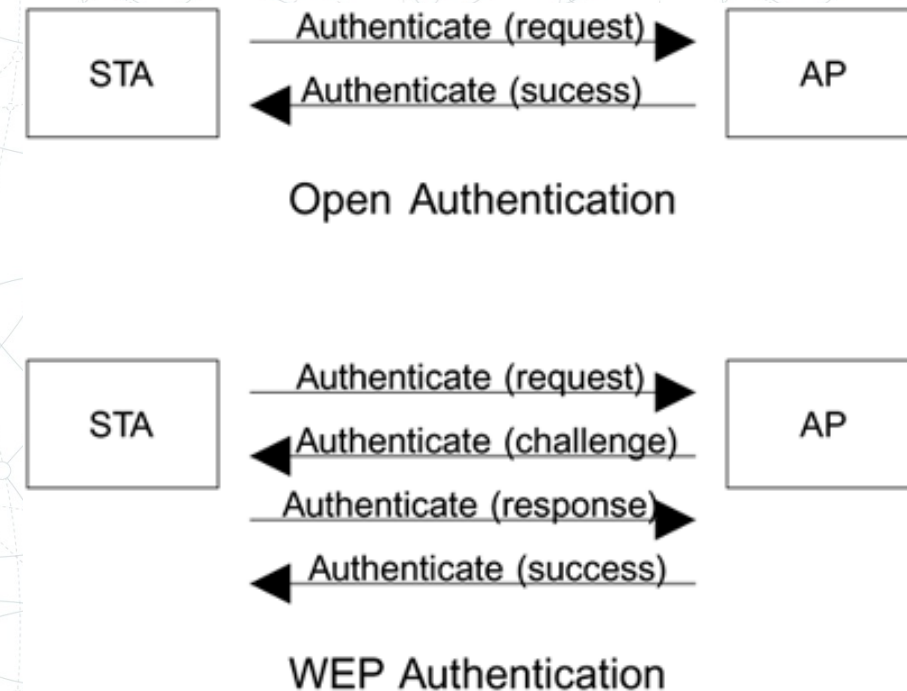 Authenticate (request)
STA
AP
Authenticate (sucess)
Open Authentication
Authenticate (request)
STA
AP
Authenticate (challenge)
Authenticate (response)
Authenticate (success)
WEP Authentication